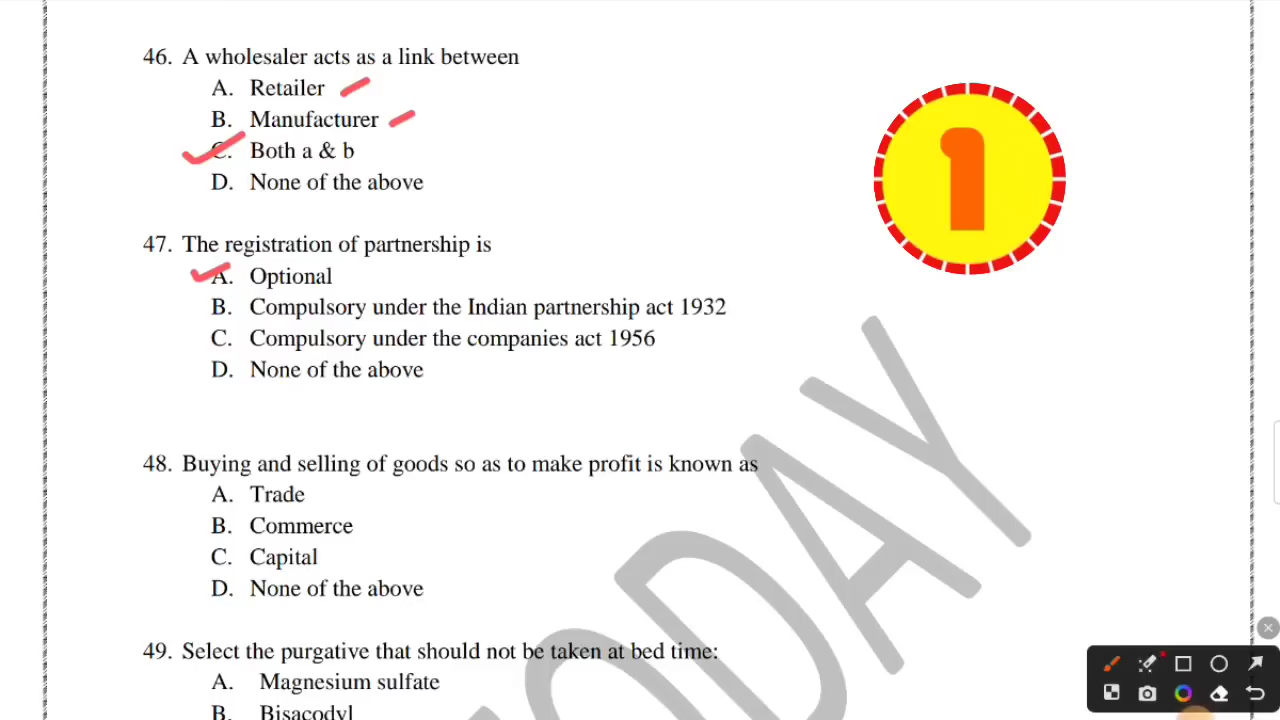 46. A wholesaler acts as a link between
A. Retailer
B. Manufacturer
C. Both a & b
D. None of the above
1
47. The registration of partnership is
A. Optional
B. Compulsory under the Indian partnership act 1932
C. Compulsory under the companies act 1956
D. None of the above
48. Buying and selling of goods so as to make profit is known as
A. Trade
B. Commerce
C. Capital
D. None of the above
49. Select the purgative that should not be taken at bed time:
A. Magnesium sulfate
B. Bisacodyl
ODAY